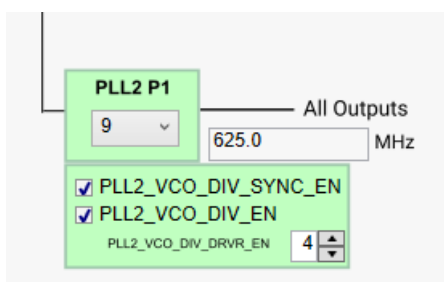 PLL2 P1
9
All Outputs
625.0 MHz
PLL2_VCO_DIV_SYNC_EN
PLL2_VCO_DIV_EN
PLL2_VCO_DIV_DRVR_EN 4